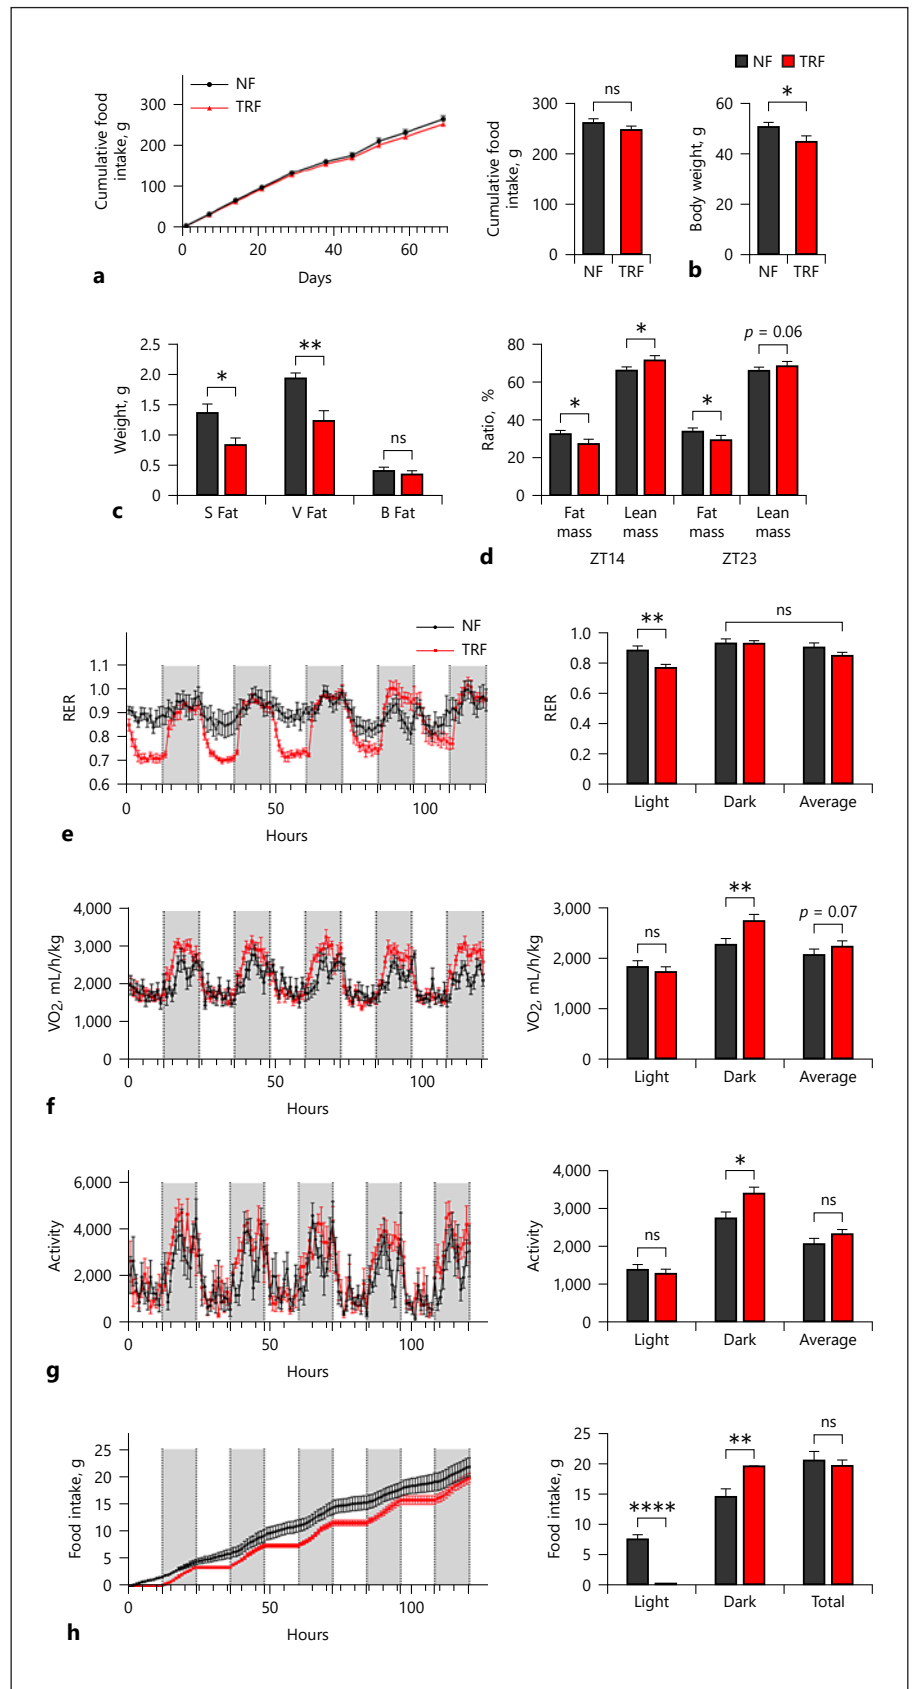 NF TRF
NF
TRF
Cumulative food
intake, g
300
200
100
0
0 20 40 60
Days
a
Cumulative food
intake, g
300
200
100
0
ns
NF TRF
Body weight, g
60
40
20
0
*
NF TRF
b
Weight, g
2.5
2.0
1.5
1.0
0.5
0
*
**
ns
S Fat V Fat B Fat
c
Ratio, %
80
60
40
20
0
*
*
*
p = 0.06
Fat
mass
Lean
mass
Fat
mass
Lean
mass
ZT14 ZT23
d
NF
TRF
RER
1.1
1.0
0.9
0.8
0.7
0.6
0 50 100
Hours
e
RER
1.0
0.8
0.6
0.4
0.2
0
**
ns
Light Dark Average
VO2, mL/h/kg
4,000
3,000
2,000
1,000
0
0 50 100
Hours
f
VO2, mL/h/kg
3,000
2,000
1,000
0
ns
**
p = 0.07
Light Dark Average
Activity
6,000
4,000
2,000
0
0 50 100
Hours
g
Activity
4,000
3,000
2,000
1,000
0
ns
*
ns
Light Dark Average
Food intake, g
25
20
15
10
5
0
0 50 100
Hours
h
Food intake, g
25
20
15
10
5
0
****
**
ns
Light Dark Total